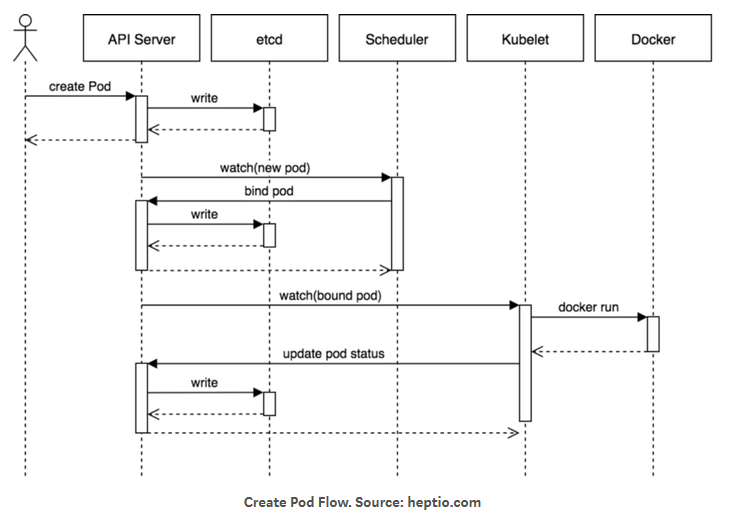 API Server
etcd
Scheduler
Kubelet
Docker
create Pod
write
watch(new pod)
bind pod
write
watch(bound pod)
docker run
update pod status
write
Create Pod Flow. Source: heptio.com